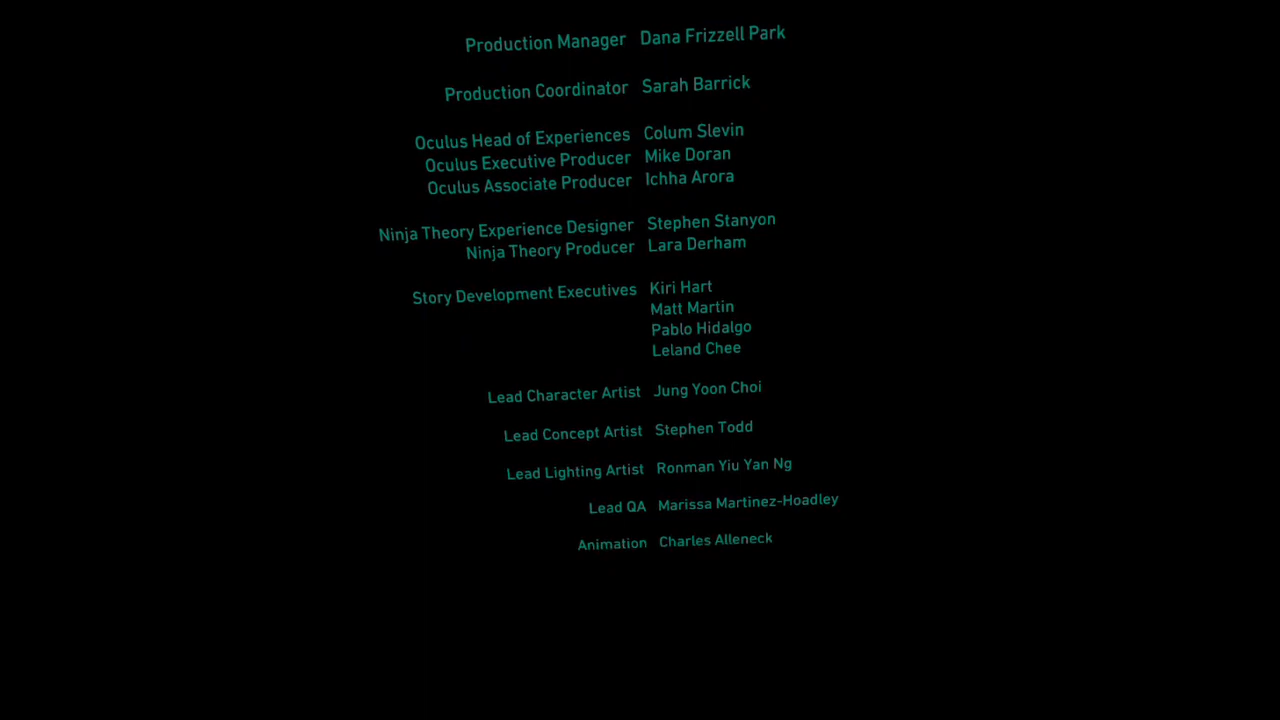 Production Manager Dana Frizzell Park
Production Coordinator Sarah Barrick
Oculus Head of Experiences Colum Slevin
Oculus Executive Producer Mike Doran
Oculus Associate Producer Ichha Arora
Ninja Theory Experience Designer Stephen Stanyon
Ninja Theory Producer Lara Derham
Story Development Executives Kiri Hart
Matt Martin
Pablo Hidalgo
Leland Chee
Lead Character Artist Jung Yoon Choi
Lead Concept Artist Stephen Todd
Lead Lighting Artist Ronman Yiu Yan Ng
Lead QA Marissa Martinez-Hoadley
Animation Charles Alleneck